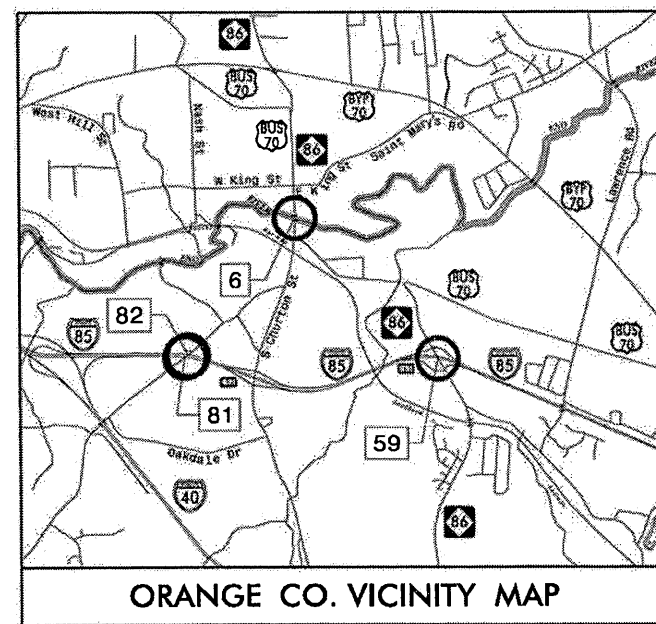 86
BUS
70
BYP
70
West Hill St
Nash St
BUS
70
86
Saint Mary's Rd
W King St
E King St
Lawrence Rd
BYP
70
6
BUS
70
S Churton St
82
86
85
BUS
70
85
85
81
59
Oakdale Dr
40
86
ORANGE CO. VICINITY MAP